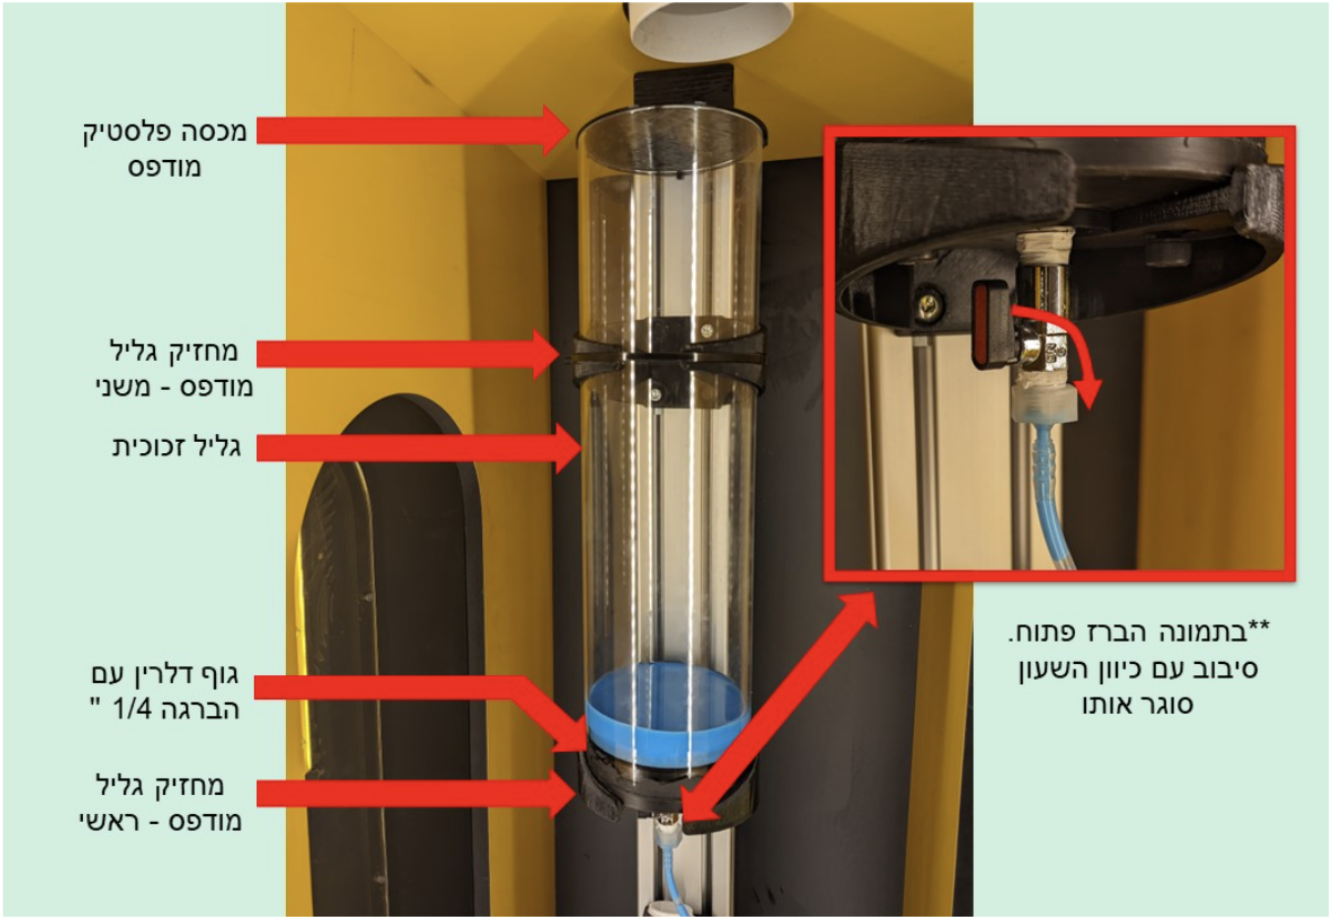 מכסה פלסטיק
מודפס
מחזיק גליל
מודפס - משני
גליל זכוכית
גוף דלרין עם
הברגה 1/4 "
מחזיק גליל
מודפס - ראשי
**בתמונה הברז פתוח.
סיבוב עם כיוון השעון
סוגר אותו